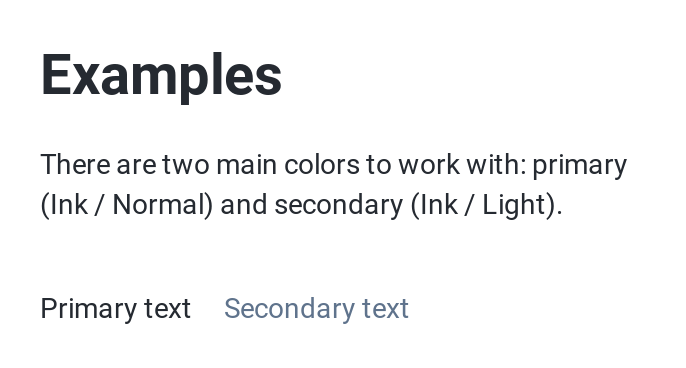 Examples
There are two main colors to work with: primary
(Ink / Normal) and secondary (Ink / Light).
Primary text Secondary text